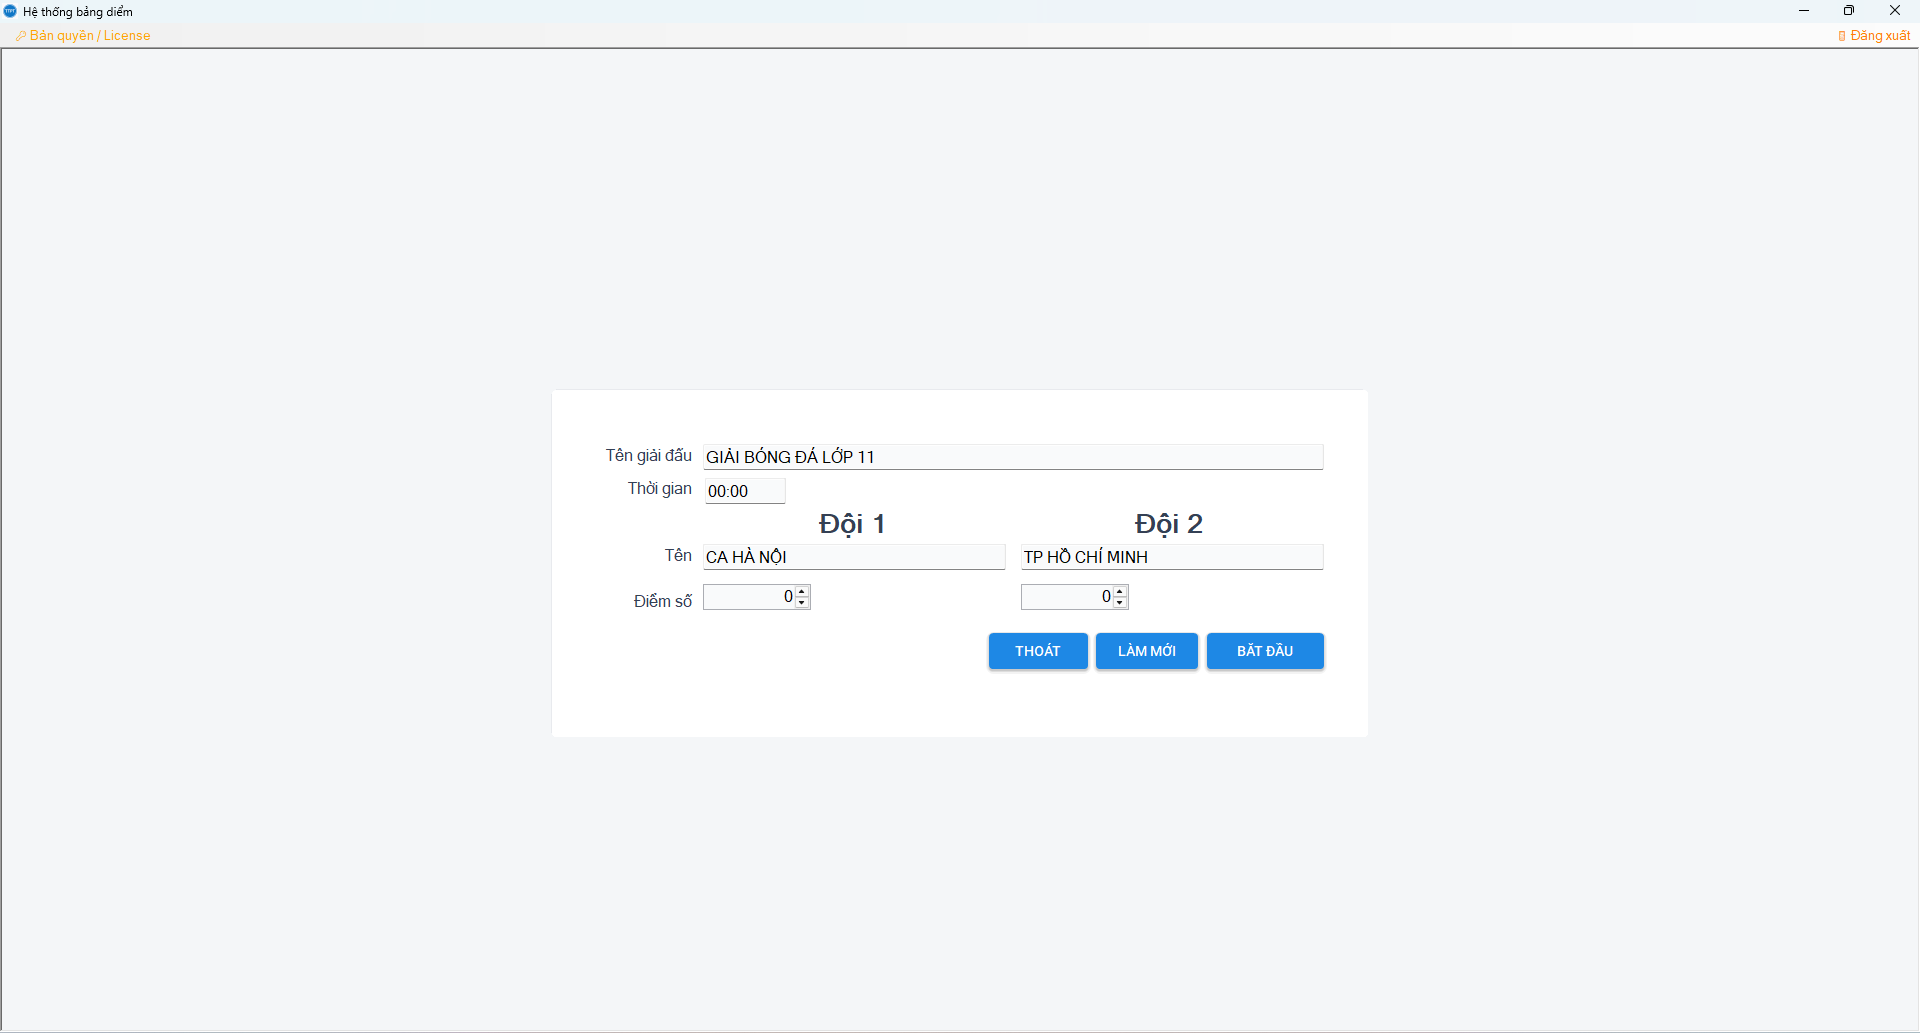 Hệ thống bảng điểm
Bản quyền / License
Đăng xuất
Tên giải đấu
GIẢI BÓNG ĐÁ LỚP 11
Thời gian
00:00
Đội 1
Đội 2
Tên
CA HÀ NỘI
TP HỒ CHÍ MINH
Điểm số
0
0
THOÁT
LÀM MỚI
BẮT ĐẦU